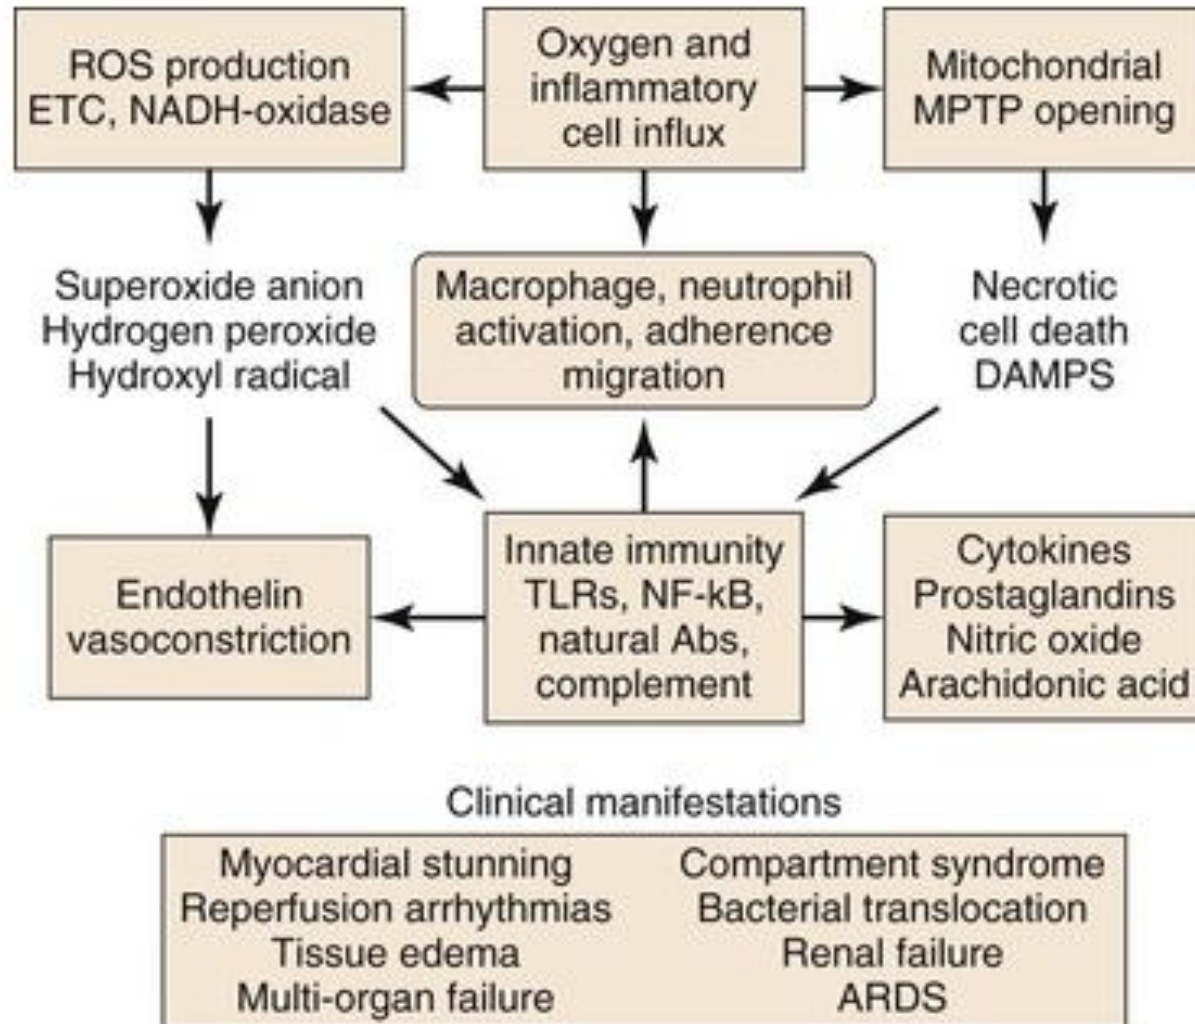 ROS production
ETC, NADH-oxidase
Oxygen and
inflammatory
cell influx
Mitochondrial
MPTP opening
Superoxide anion
Hydrogen peroxide
Hydroxyl radical
Macrophage, neutrophil
activation, adherence
migration
Necrotic
cell death
DAMPS
Endothelin
vasoconstriction
Innate immunity
TLRs, NF-kB,
natural Abs,
complement
Cytokines
Prostaglandins
Nitric oxide
Arachidonic acid
Clinical manifestations
Myocardial stunning
Reperfusion arrhythmias
Tissue edema
Multi-organ failure
Compartment syndrome
Bacterial translocation
Renal failure
ARDS